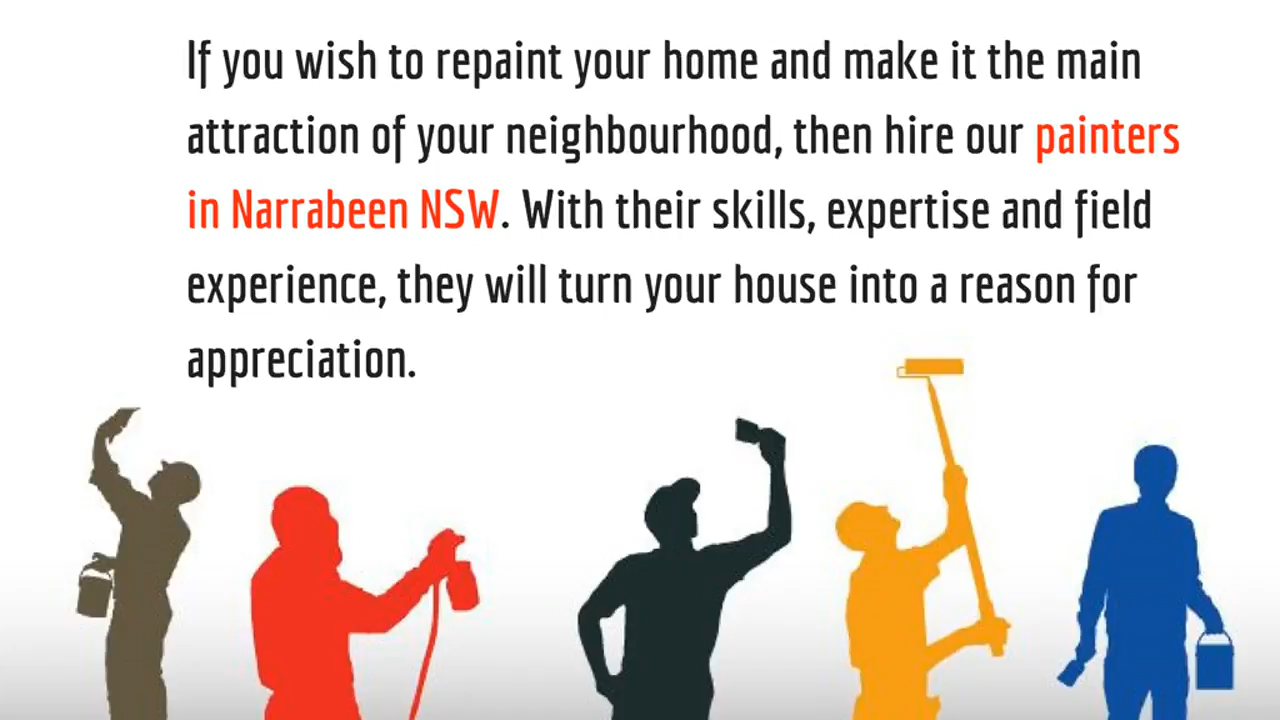 If you wish to repaint your home and make it the main
attraction of your neighbourhood, then hire our painters
in Narrabeen NSW. With their skills, expertise and field
experience, they will turn your house into a reason for
appreciation.